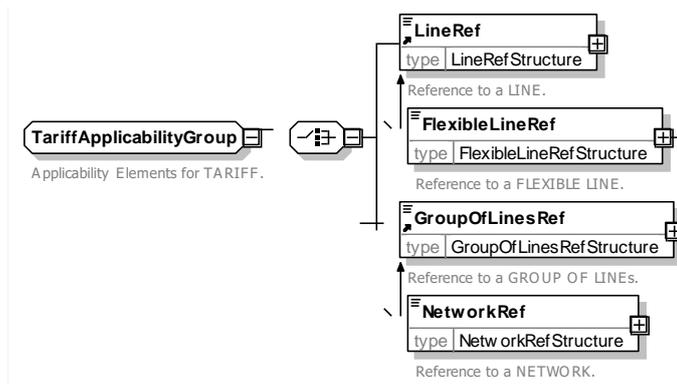 LineRef
type LineRefStructure
Reference to a LINE.
TariffApplicabilityGroup
Applicability Elements for TARIFF.
FlexibleLineRef
type FlexibleLineRefStructure
Reference to a FLEXIBLE LINE.
GroupOfLinesRef
type GroupOfLinesRefStructure
Reference to a GROUP OF LINEs.
NetworkRef
type NetworkRefStructure
Reference to a NETWORK.